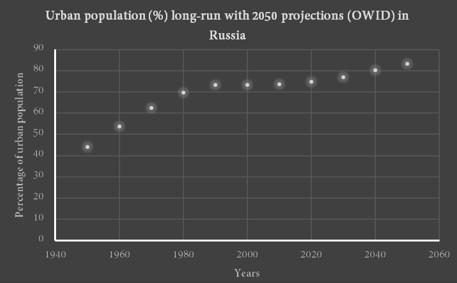 Urban population (%) long-run with 2050 projections (OWID) in
Russia
Percentage of urban population
90
80
70
60
50
40
30
20
10
0
1940 1960 1980 2000 2020 2040 2060
Years